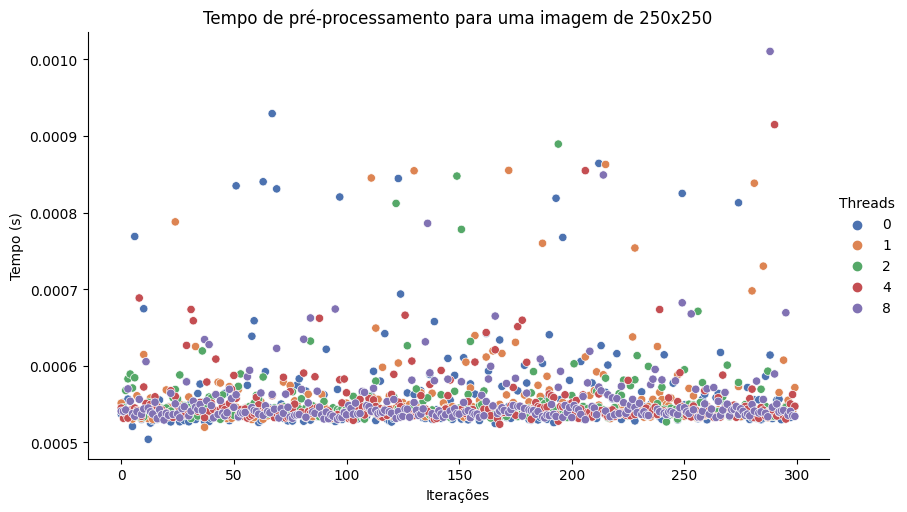 Tempo de pré-processamento para uma imagem de 250x250
Tempo (s)
0.0010
0.0009
0.0008
0.0007
0.0006
0.0005
0 50 100 150 200 250 300
Iterações
Threads
0
1
2
4
8